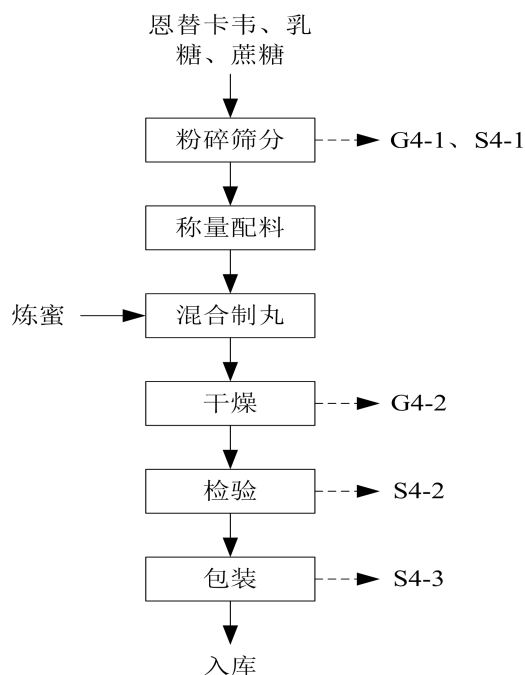 恩替卡韦、乳
糖、蔗糖
粉碎筛分
G4-1、S4-1
称量配料
炼蜜
混合制丸
干燥
G4-2
检验
S4-2
包装
S4-3
入库